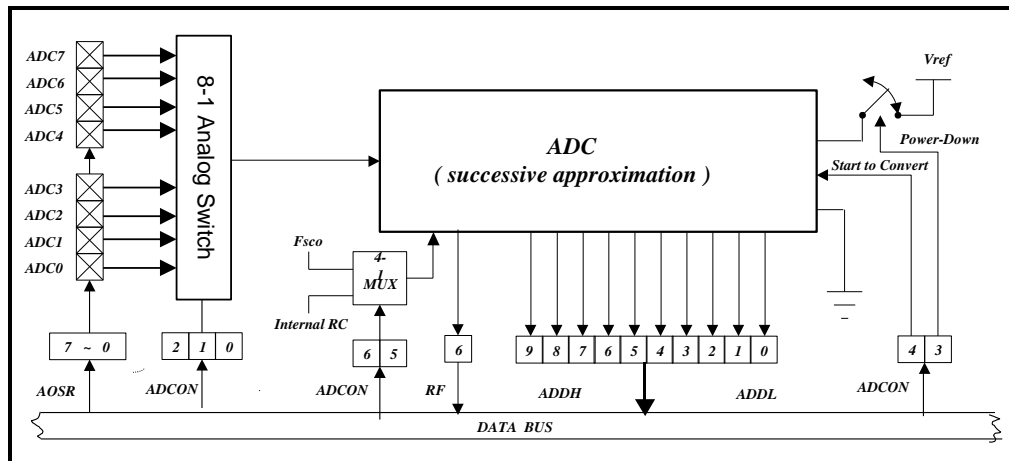 ADC7
ADC6
ADC5
ADC4
ADC3
ADC2
ADC1
ADC0
8-1 Analog Switch
ADC
( successive approximation )
Vref
Power-Down
Start to Convert
Fsco
4-1
MUX
Internal RC
7 ~ 0
2 1 0
6 5
6
9 8 7 6 5 4 3 2 1 0
4 3
AOSR
ADCON
ADCON
RF
ADDH
ADDL
ADCON
DATA BUS